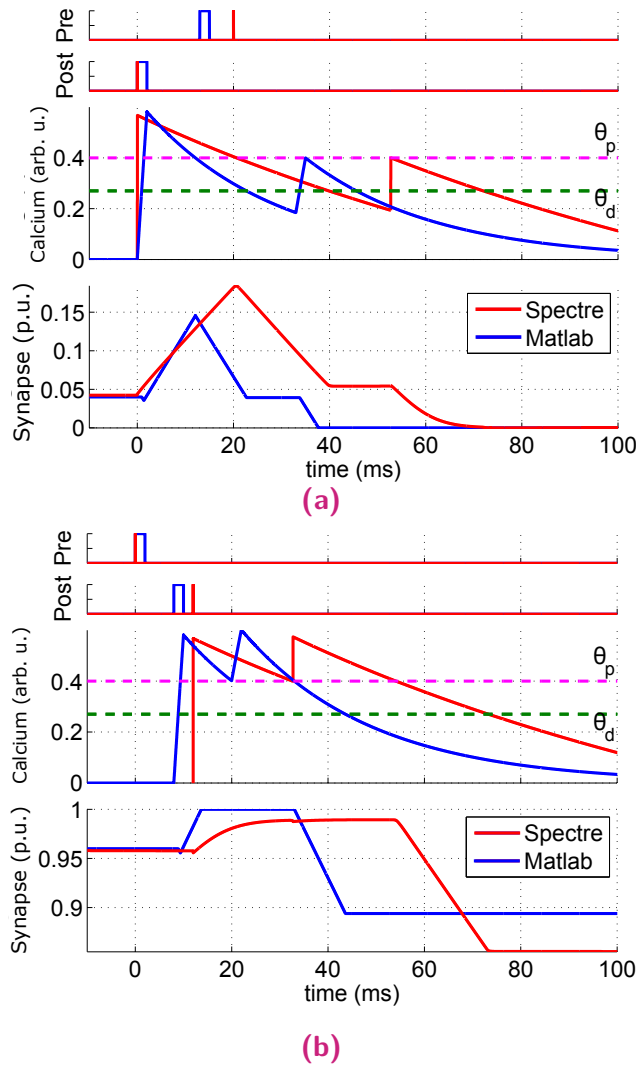 Pre
Post
Calcium (arb. u.)
0.4
0.2
0
θp
θd
Synapse (p.u.)
0.15
0.1
0.05
0
Spectre
Matlab
0 20 40 60 80 100
time (ms)
(a)
Pre
Post
Calcium (arb. u.)
0.4
0.2
0
θp
θd
Synapse (p.u.)
1
0.95
0.9
Spectre
Matlab
0 20 40 60 80 100
time (ms)
(b)